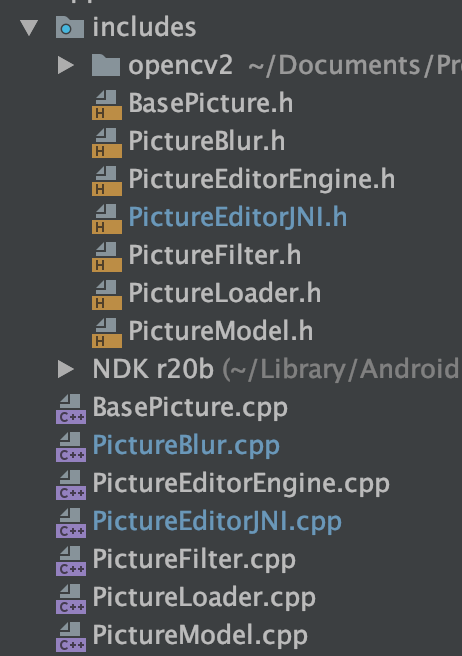 includes
opencv2 ~/Documents/Pr
H BasePicture.h
H PictureBlur.h
H PictureEditorEngine.h
H PictureEditorJNI.h
H PictureFilter.h
H PictureLoader.h
H PictureModel.h
NDK r20b (~/Library/Android
C++ BasePicture.cpp
C++ PictureBlur.cpp
C++ PictureEditorEngine.cpp
C++ PictureEditorJNI.cpp
C++ PictureFilter.cpp
C++ PictureLoader.cpp
C++ PictureModel.cpp